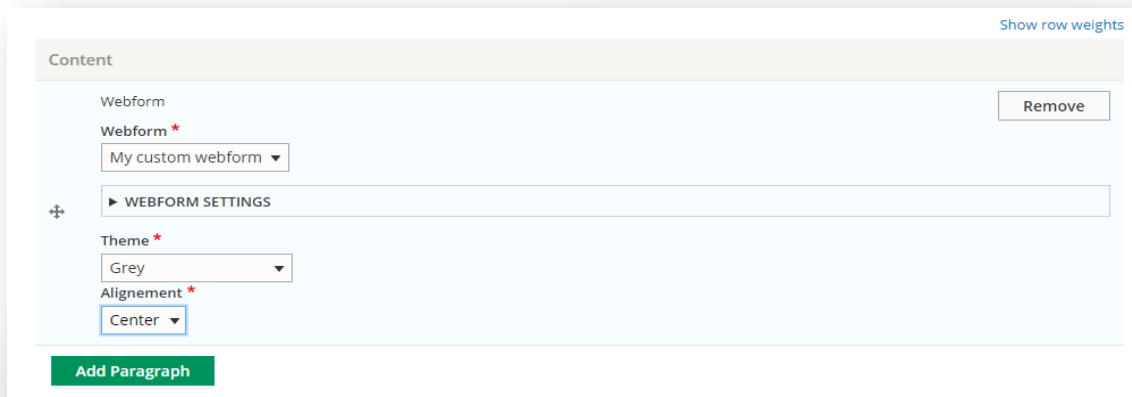 Show row weights
Content
Webform
Remove
Webform *
My custom webform
WEBFORM SETTINGS
Theme *
Grey
Alignement *
Center
Add Paragraph